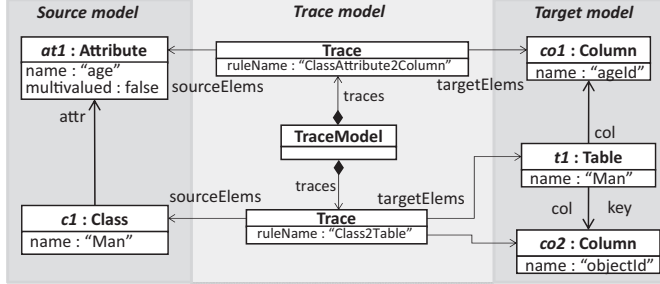 Source model
Trace model
Target model
at1 : Attribute
name : “age”
multivalued : false
Trace
ruleName : “ClassAttribute2Column”
co1 : Column
name : “ageId”
sourceElems
targetElems
traces
attr
TraceModel
col
t1 : Table
name : “Man”
traces
sourceElems
targetElems
col
key
c1 : Class
name : “Man”
Trace
ruleName : “Class2Table”
co2 : Column
name : “objectId”